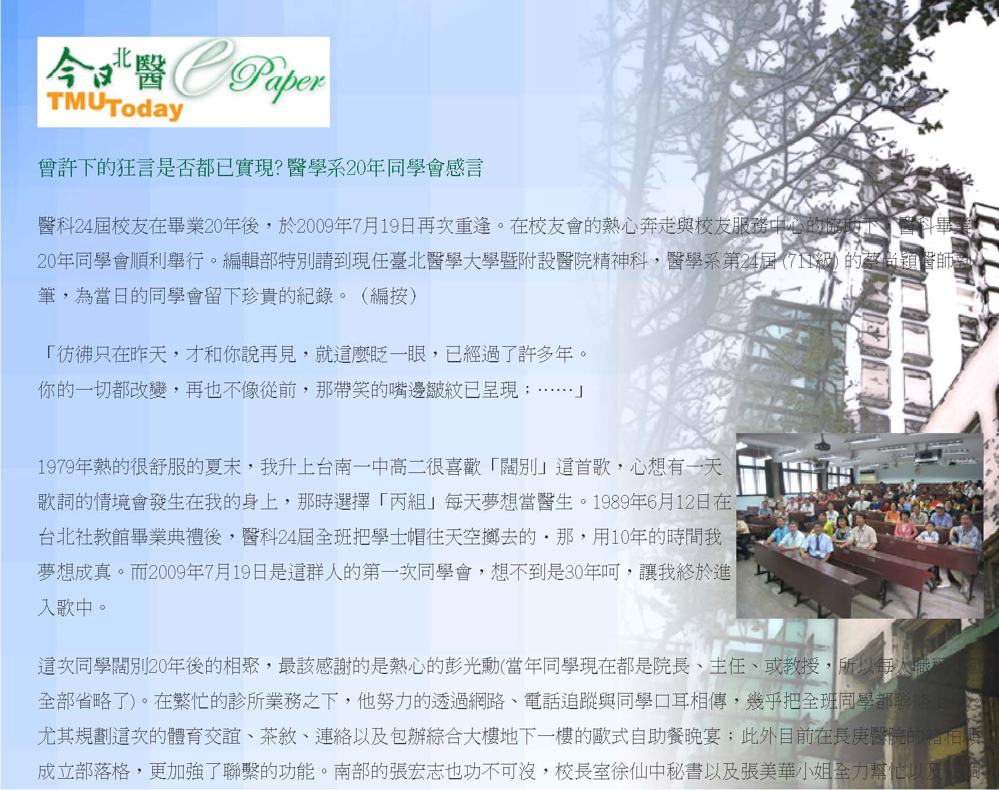 今日北醫 e Paper
TMU Today
曾許下的狂言是否都已實現? 醫學系20年同學會感言
醫科24屆校友在畢業20年後，於2009年7月19日再次重逢。在校友會的熱心奔走與校友服務中心的協助下，醫科畢業
20年同學會順利舉行。編輯部特別請到現任臺北醫學大學暨附設醫院精神科，醫學系第24屆 (711級) 的蔡尚穎醫師執
筆，為當日的同學會留下珍貴的紀錄。（編按）
「彷彿只在昨天，才和你說再見，就這麼眨一眼，已經過了許多年。
你的一切都改變，再也不像從前，那帶笑的嘴邊皺紋已呈現；……」
1979年熱的很舒服的夏末，我升上台南一中高二很喜歡「闊別」這首歌，心想有一天
歌詞的情境會發生在我的身上，那時選擇「丙組」每天夢想當醫生。1989年6月12日在
台北社教館畢業典禮後，醫科24屆全班把學士帽往天空擲去的・那，用10年的時間我
夢想成真。而2009年7月19日是這群人的第一次同學會，想不到是30年呵，讓我終於進
入歌中。
這次同學闊別20年後的相聚，最該感謝的是熱心的彭光勳(當年同學現在都是院長、主任、或教授，所以每人職稱
全部省略了)。在繁忙的診所業務之下，他努力的透過網路、電話追蹤與同學口耳相傳，幾乎把全班同學都聯絡上 。
尤其規劃這次的體育交誼、茶敘、連絡以及包辦綜合大樓地下一樓的歐式自助餐晚宴；此外目前在長庚醫院的褚柏顯
成立部落格，更加強了聯繫的功能。南部的張宏志也功不可沒，校長室徐仙中秘書以及張美華小姐全力幫忙以及 調